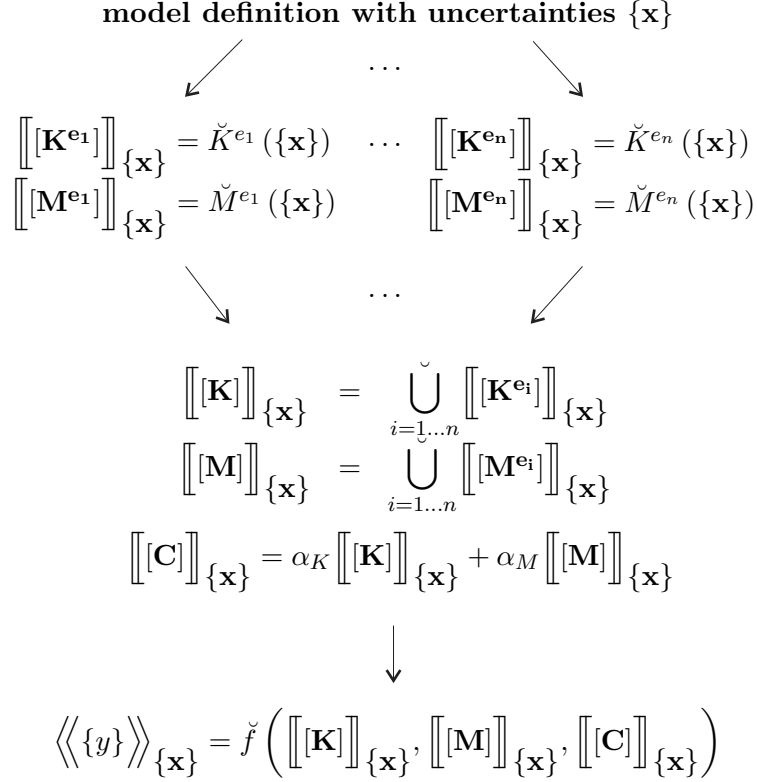 model definition with uncertainties {x}
...
⟦[K^{e_1}]⟧_{{x}} = K̆^{e_1} ({x}) ... ⟦[K^{e_n}]⟧_{{x}} = K̆^{e_n} ({x})
⟦[M^{e_1}]⟧_{{x}} = M̆^{e_1} ({x}) ⟦[M^{e_n}]⟧_{{x}} = M̆^{e_n} ({x})
...
⟦[K]⟧_{{x}} = ⋃̆_{i=1...n} ⟦[K^{e_i}]⟧_{{x}}
⟦[M]⟧_{{x}} = ⋃̆_{i=1...n} ⟦[M^{e_i}]⟧_{{x}}
⟦[C]⟧_{{x}} = α_K ⟦[K]⟧_{{x}} + α_M ⟦[M]⟧_{{x}}
⟪{y}⟫_{{x}} = f̆ (⟦[K]⟧_{{x}}, ⟦[M]⟧_{{x}}, ⟦[C]⟧_{{x}})